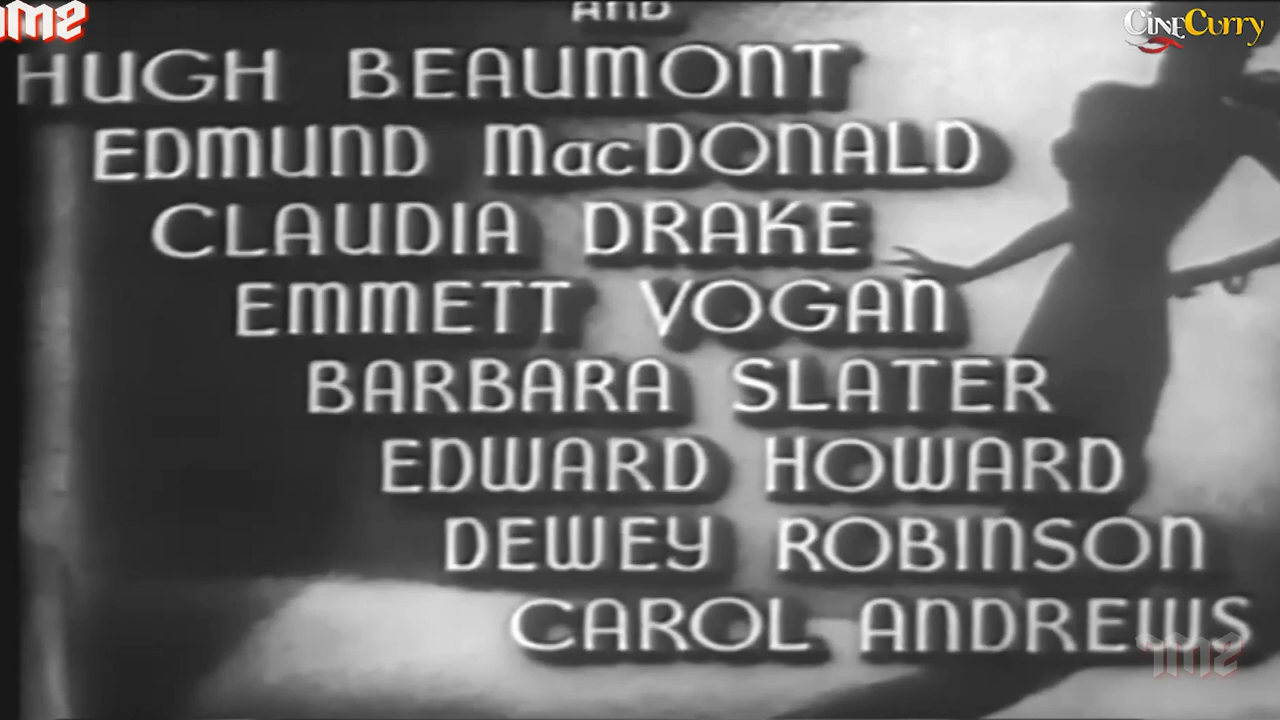 AND
CINECURRY
HUGH BEAUMONT
EDMUND MacDONALD
CLAUDIA DRAKE
EMMETT VOGAN
BARBARA SLATER
EDWARD HOWARD
DEWEY ROBINSON
CAROL ANDREWS